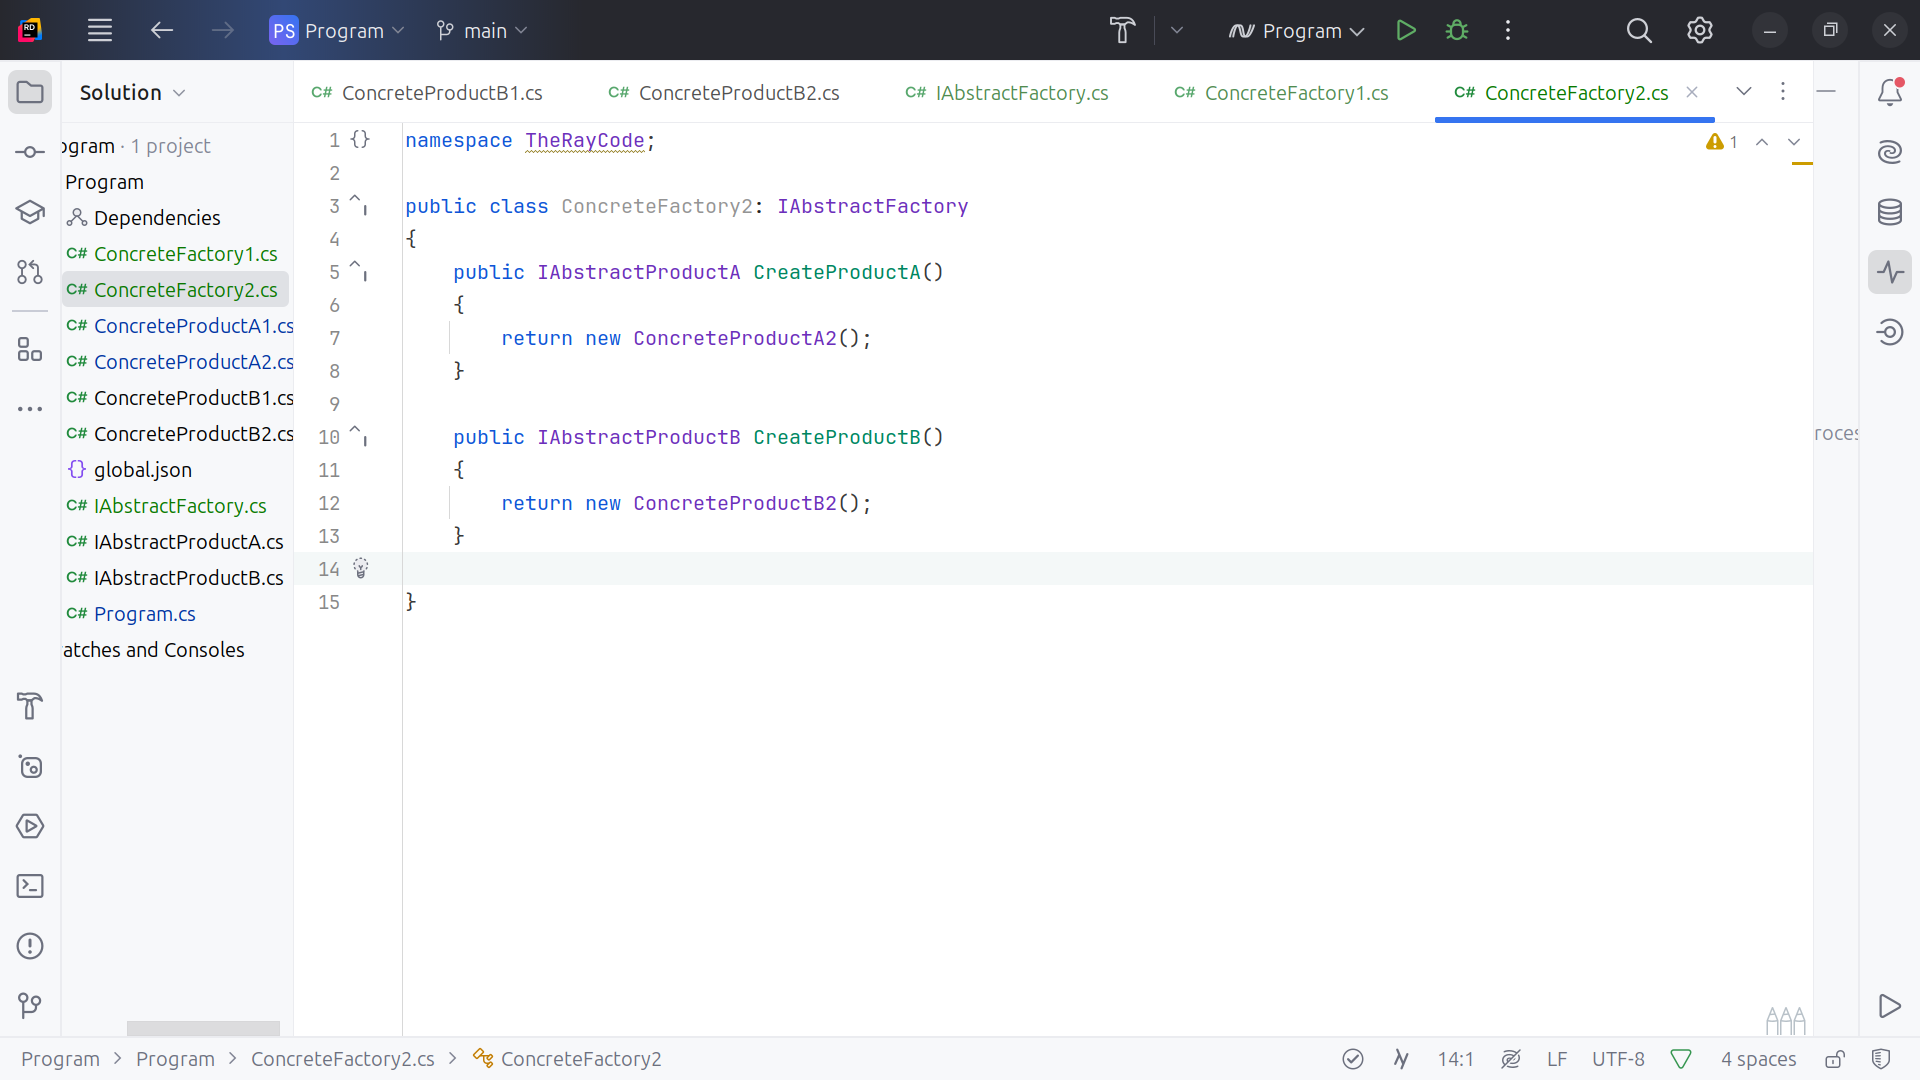 PS Program main Program
Solution
C# ConcreteProductB1.cs C# ConcreteProductB2.cs C# IAbstractFactory.cs C# ConcreteFactory1.cs C# ConcreteFactory2.cs
ogram · 1 project
Program
Dependencies
C# ConcreteFactory1.cs
C# ConcreteFactory2.cs
C# ConcreteProductA1.cs
C# ConcreteProductA2.cs
C# ConcreteProductB1.cs
C# ConcreteProductB2.cs
{} global.json
C# IAbstractFactory.cs
C# IAbstractProductA.cs
C# IAbstractProductB.cs
C# Program.cs
atches and Consoles
1 {} namespace TheRayCode;
2
3 public class ConcreteFactory2: IAbstractFactory
4 {
5     public IAbstractProductA CreateProductA()
6     {
7         return new ConcreteProductA2();
8     }
9
10     public IAbstractProductB CreateProductB()
11     {
12         return new ConcreteProductB2();
13     }
14
15 }
1
roces
Program > Program > ConcreteFactory2.cs > ConcreteFactory2
14:1 LF UTF-8 4 spaces